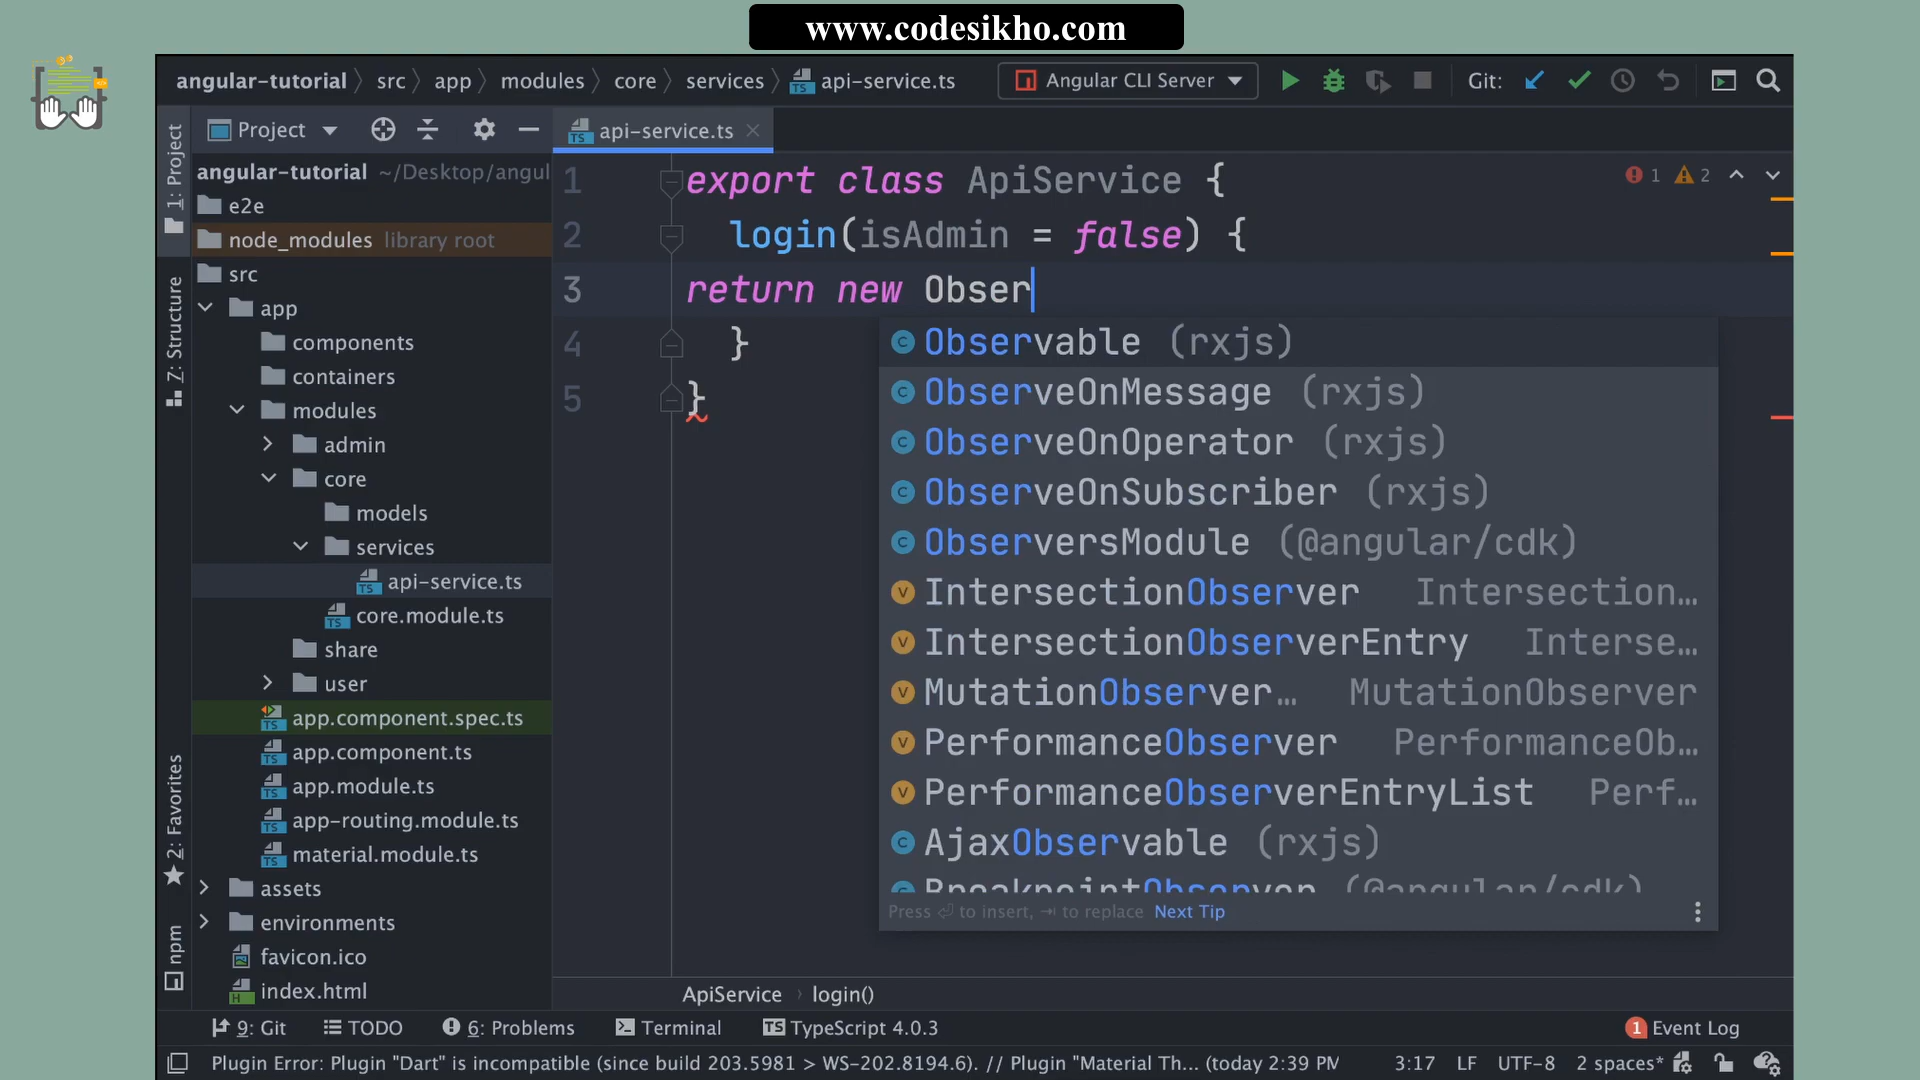 www.codesikho.com
angular-tutorial 〉 src 〉 app 〉 modules 〉 core 〉 services 〉 api-service.ts
Angular CLI Server
Git:
1: Project
Project
api-service.ts
angular-tutorial ~/Desktop/angul
e2e
node_modules library root
src
app
components
containers
modules
admin
core
models
services
api-service.ts
core.module.ts
share
user
app.component.spec.ts
app.component.ts
app.module.ts
app-routing.module.ts
material.module.ts
assets
environments
favicon.ico
index.html
Z: Structure
2: Favorites
npm
1 export class ApiService {
2 login(isAdmin = false) {
3 return new Obser
4 }
5 }
1 2
Observable (rxjs)
ObserveOnMessage (rxjs)
ObserveOnOperator (rxjs)
ObserveOnSubscriber (rxjs)
ObserversModule (@angular/cdk)
IntersectionObserver Intersection…
IntersectionObserverEntry Interse…
MutationObserver… MutationObserver
PerformanceObserver PerformanceOb…
PerformanceObserverEntryList Perf…
AjaxObservable (rxjs)
BreakpointObserver (@angular/cdk)
Press ⏎ to insert, ⇥ to replace Next Tip
ApiService 〉 login()
9: Git TODO 6: Problems Terminal TypeScript 4.0.3
1 Event Log
Plugin Error: Plugin "Dart" is incompatible (since build 203.5981 > WS-202.8194.6). // Plugin "Material Th... (today 2:39 PM
3:17 LF UTF-8 2 spaces*